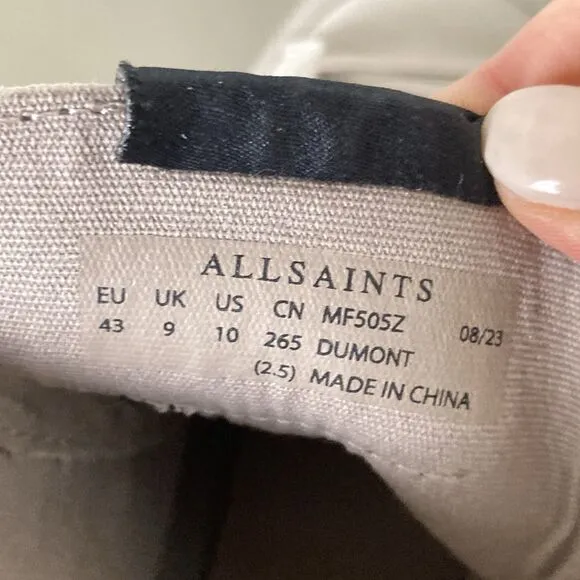 ALLSAINTS
EU UK US CN MF505Z 08/23
43 9 10 265 DUMONT
(2.5) MADE IN CHINA